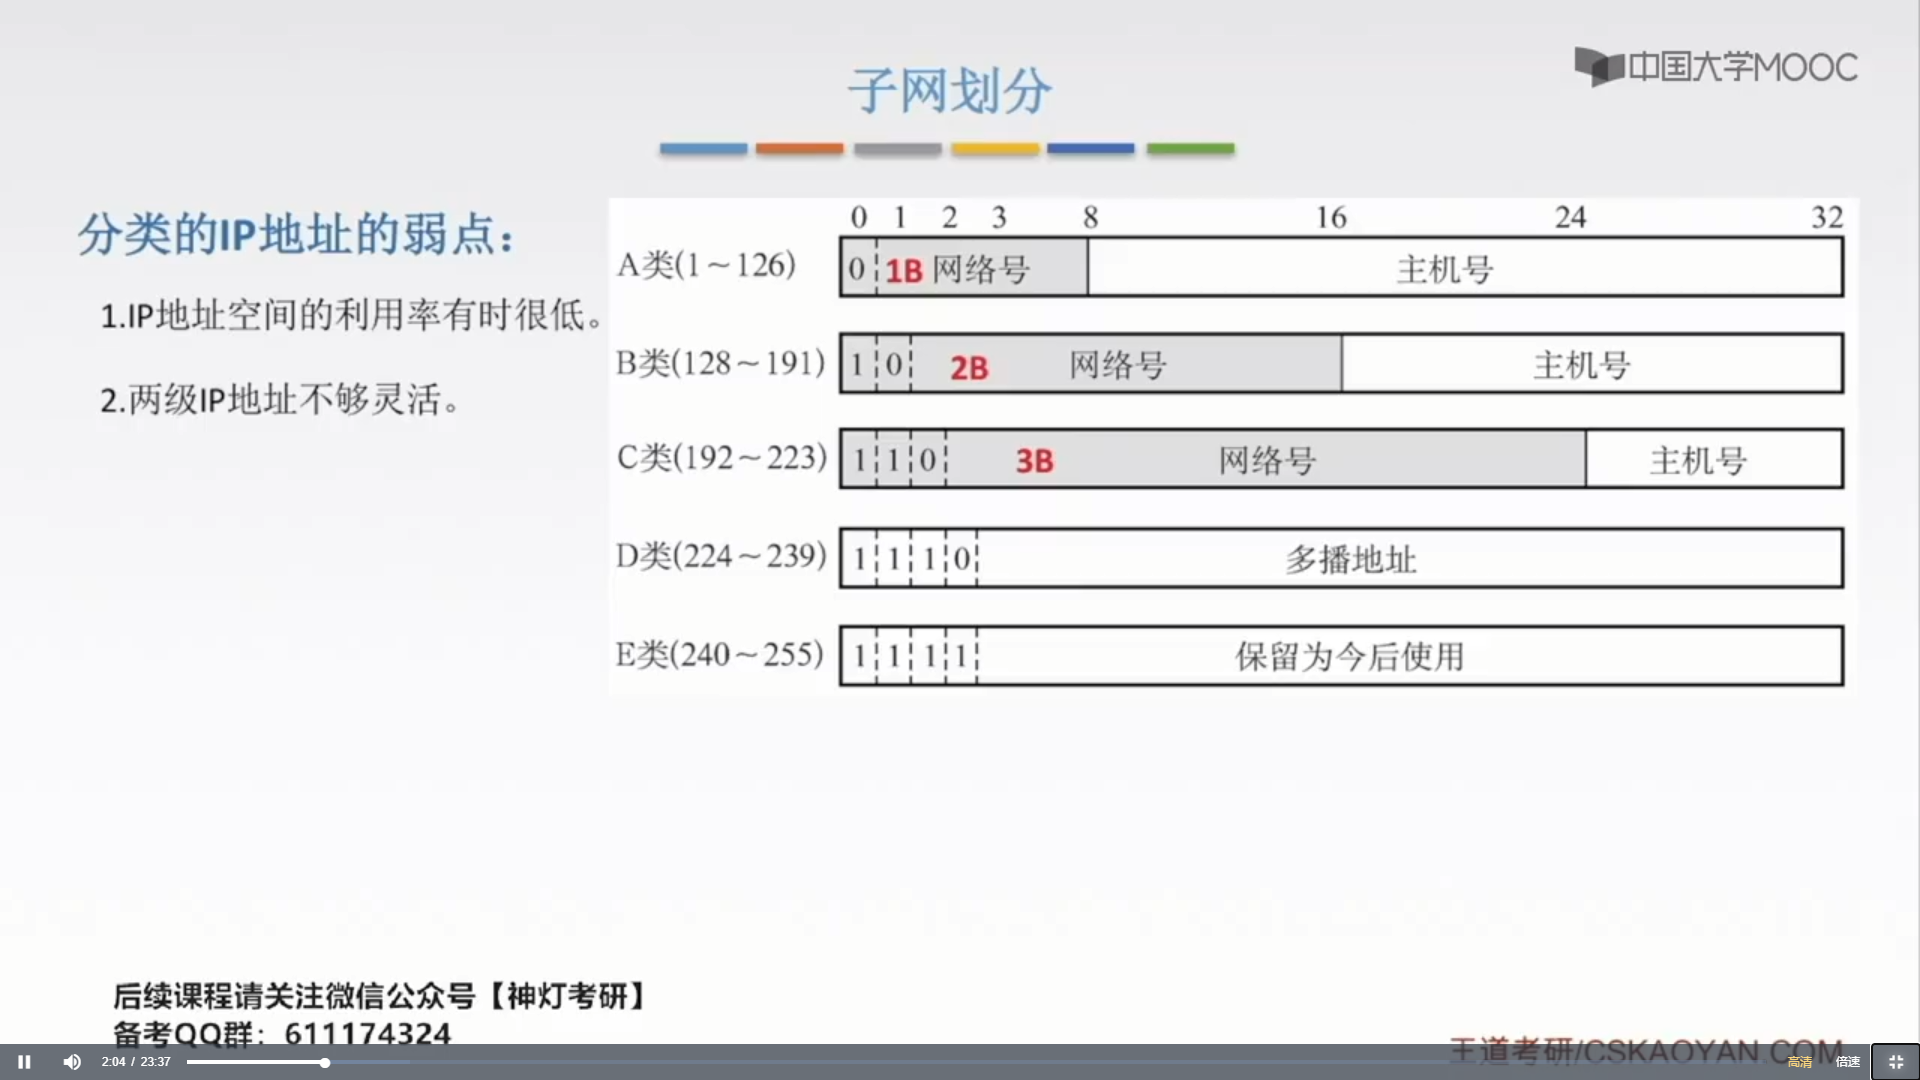 中国大学MOOC
子网划分
分类的IP地址的弱点：
1.IP地址空间的利用率有时很低。
2.两级IP地址不够灵活。
0 1 2 3 8 16 24 32
A类(1～126) 0 1B 网络号 主机号
B类(128～191) 1 0 2B 网络号 主机号
C类(192～223) 1 1 0 3B 网络号 主机号
D类(224～239) 1 1 1 0 多播地址
E类(240～255) 1 1 1 1 保留为今后使用
后续课程请关注微信公众号【神灯考研】
备考QQ群：611174324
王道考研/CSKAOYAN.COM
2:04 / 23:37 高清 倍速